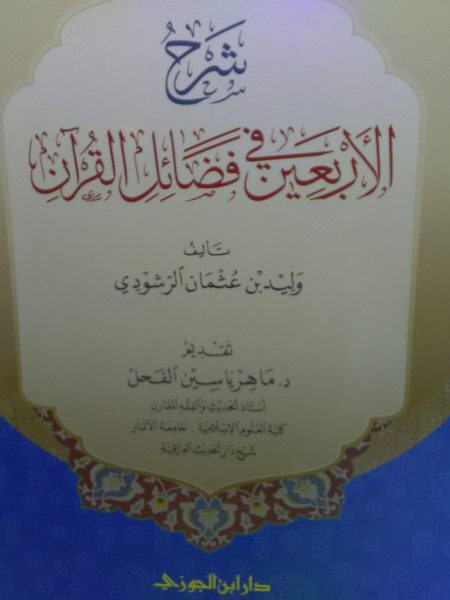 شرح
الأربعين في فضائل القرآن
تأليف
وليد بن عثمان الرشودي
تقديم
د. ماهر ياسين الفحل
أستاذ الحديث والفقه المقارن
كلية العلوم الإسلامية . جامعة الأنبار
شيخ دار الحديث العراقية
دار ابن الجوزي